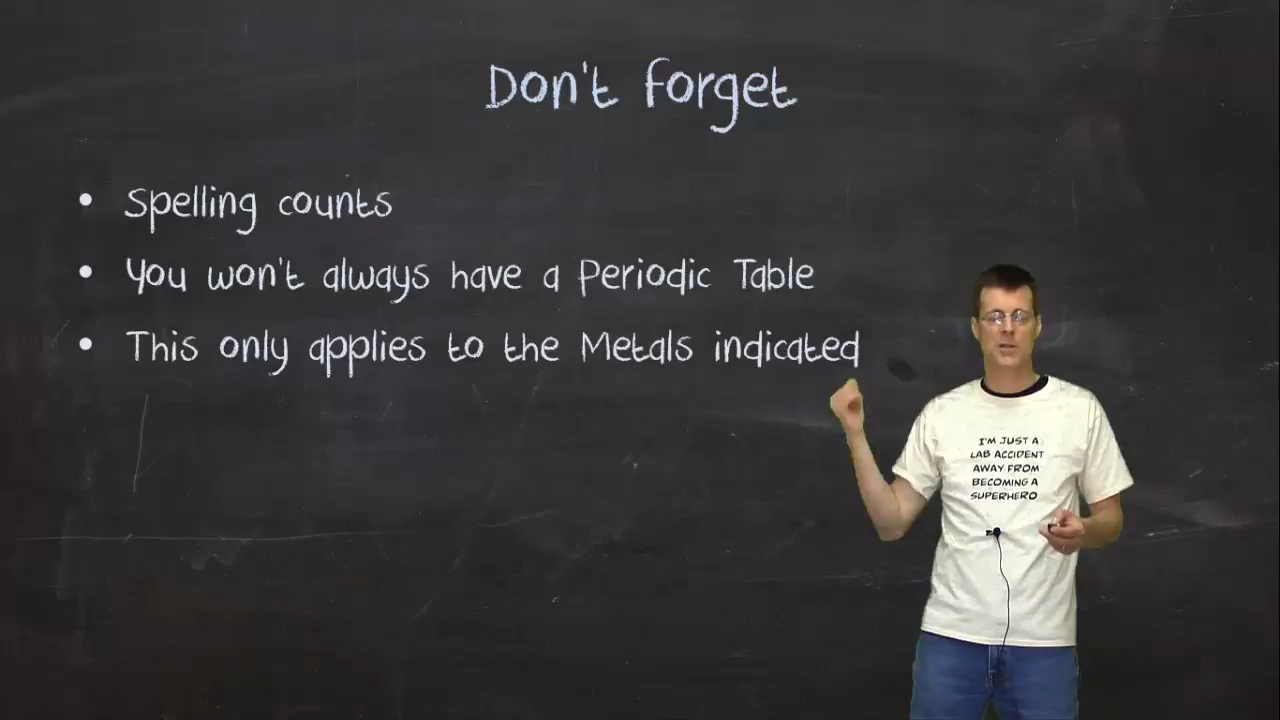 Don't forget
• Spelling counts
• You won't always have a Periodic Table
• This only applies to the Metals indicated
I'M JUST A
LAB ACCIDENT
AWAY FROM
BECOMING A
SUPERHERO